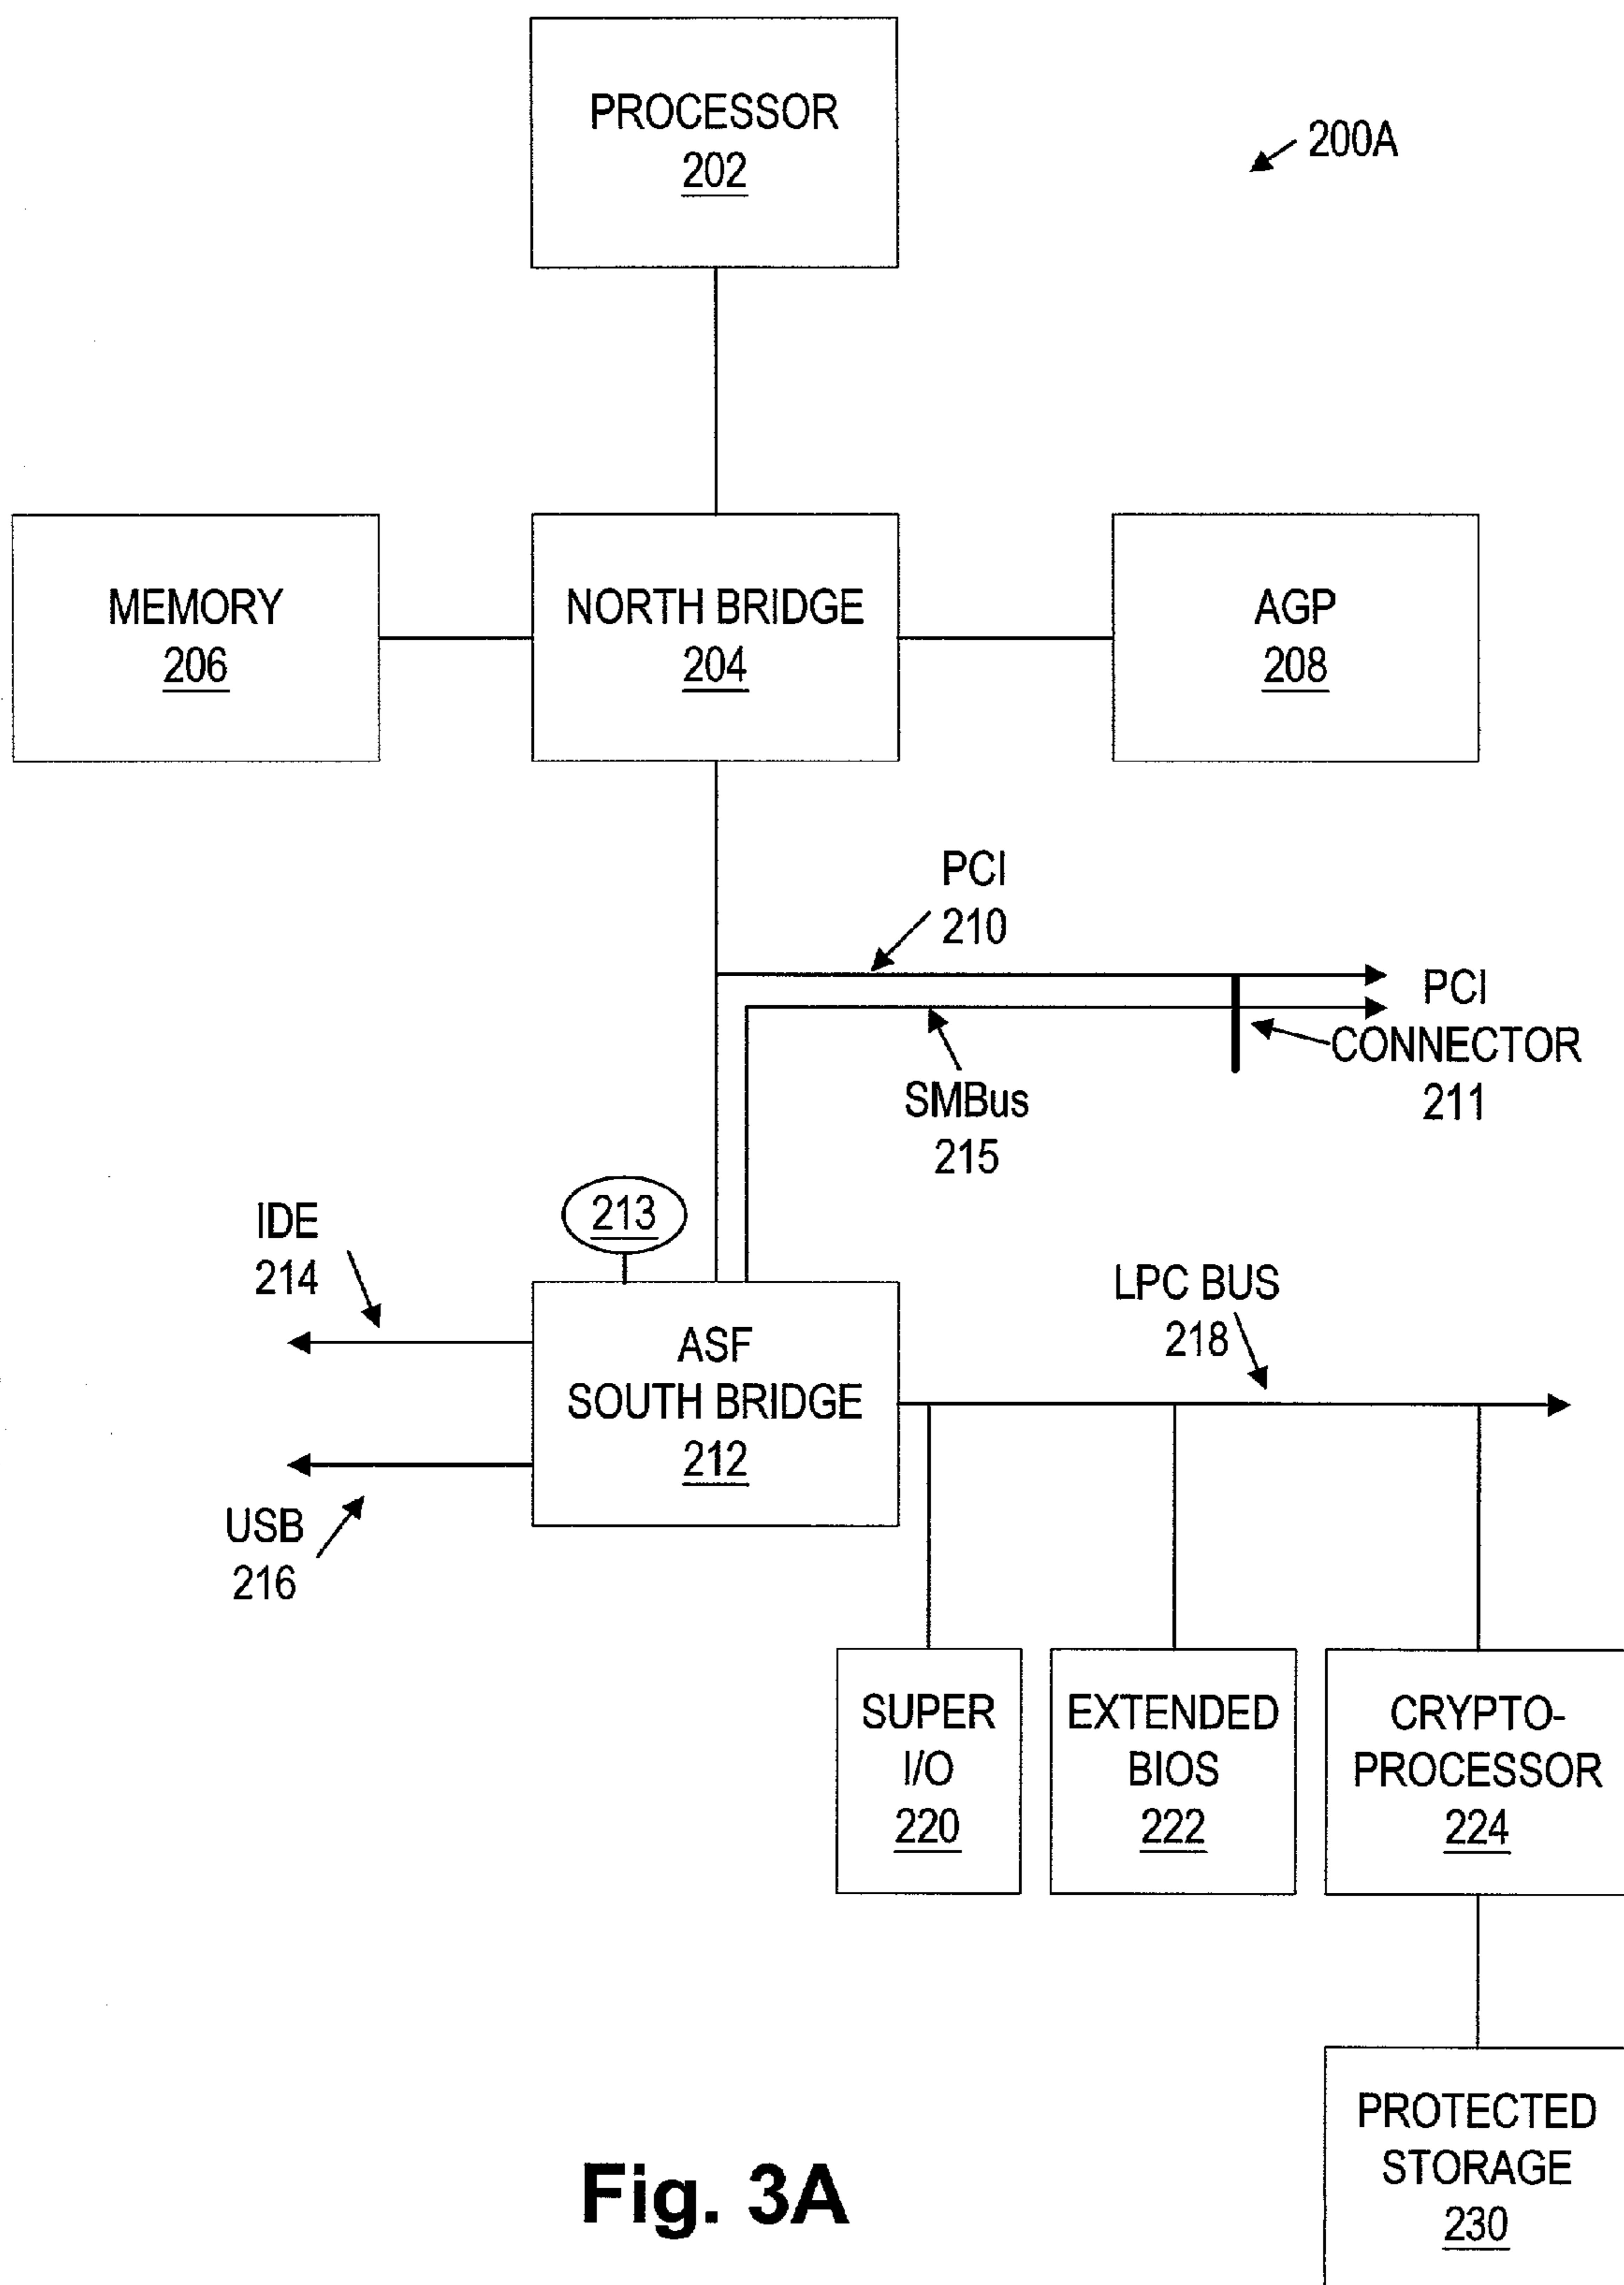 PROCESSOR
202
200A
MEMORY
206
NORTH BRIDGE
204
AGP
208
PCI
210
PCI
CONNECTOR
211
SMBus
215
213
IDE
214
ASF
SOUTH BRIDGE
212
LPC BUS
218
USB
216
SUPER
I/O
220
EXTENDED
BIOS
222
CRYPTO-
PROCESSOR
224
PROTECTED
STORAGE
230
Fig. 3A